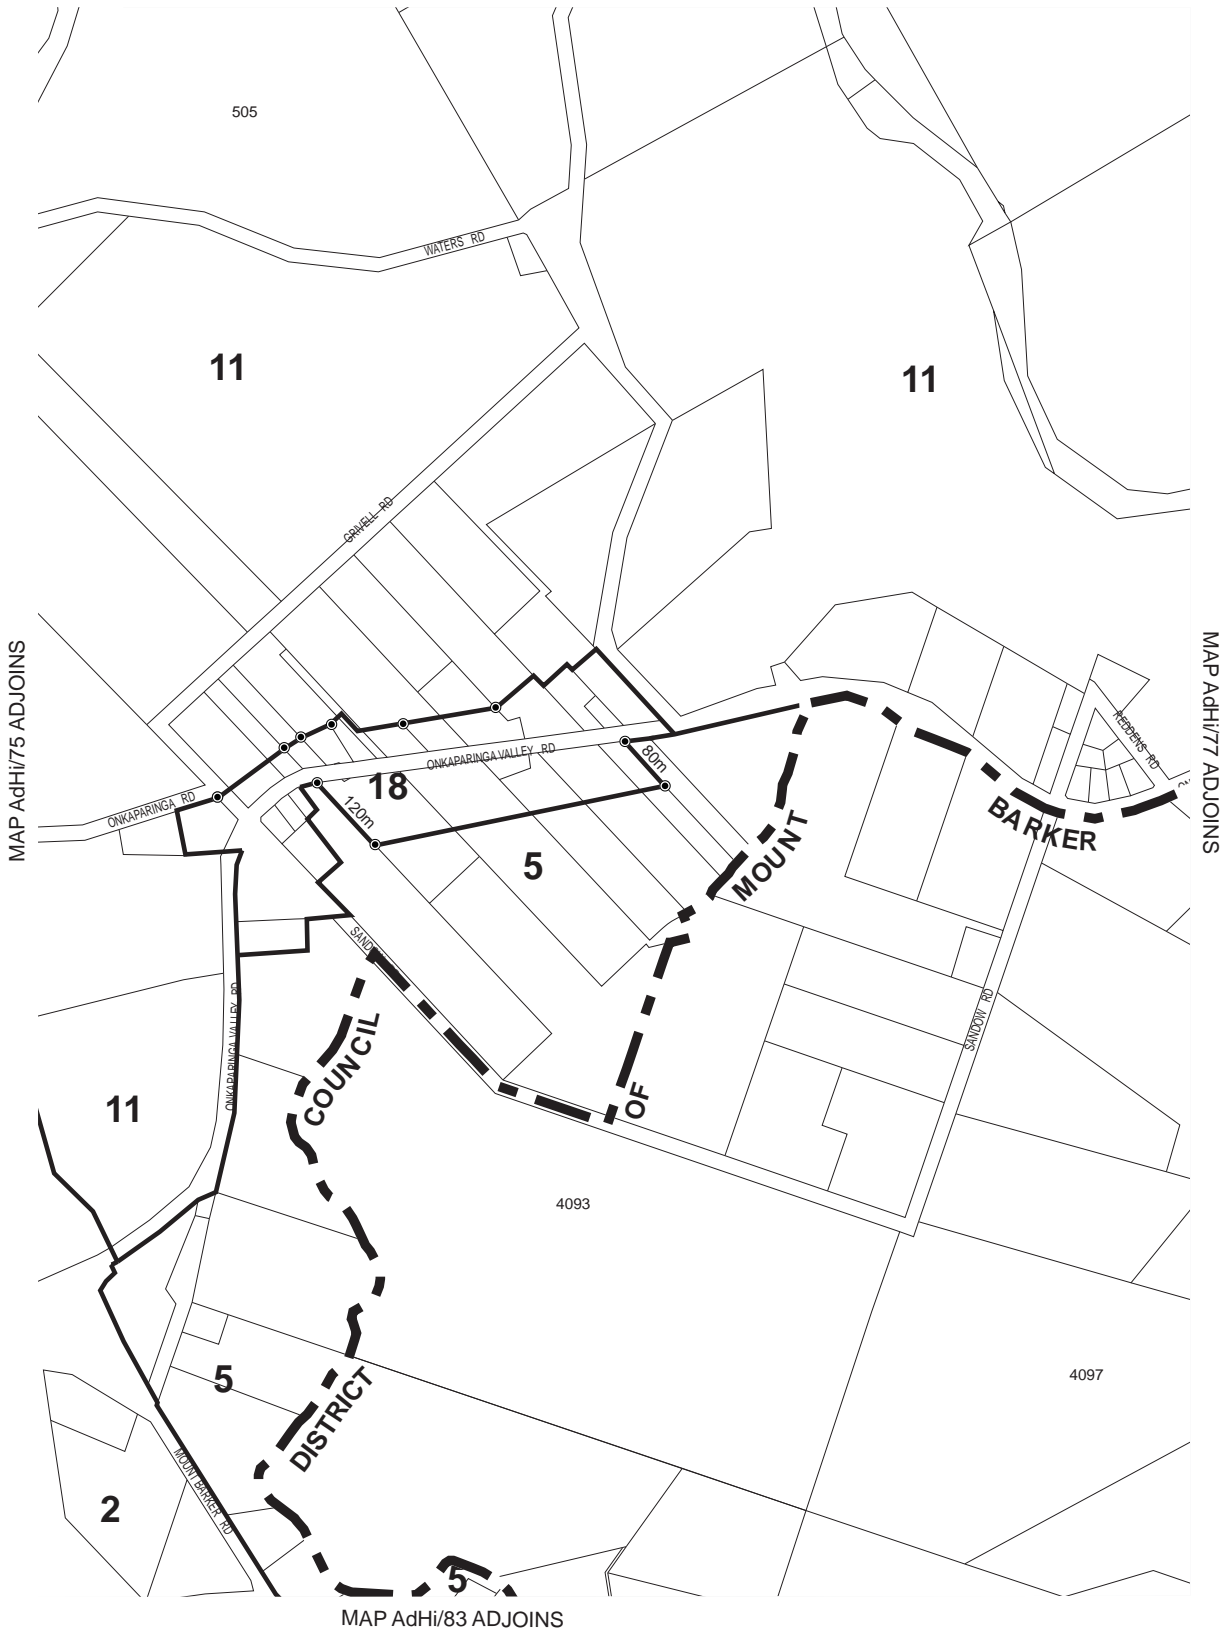 505
WATERS RD
11
11
GRIVELL RD
MAP AdHi/75 ADJOINS
MAP AdHi/77 ADJOINS
REDDENS RD
ONKAPARINGA VALLEY RD
80m
18
120m
ONKAPARINGA RD
BARKER
MOUNT
5
SANDOW RD
ONKAPARINGA VALLEY RD
COUNCIL
OF
11
4093
4097
5
DISTRICT
MOUNT BARKER RD
2
5
MAP AdHi/83 ADJOINS